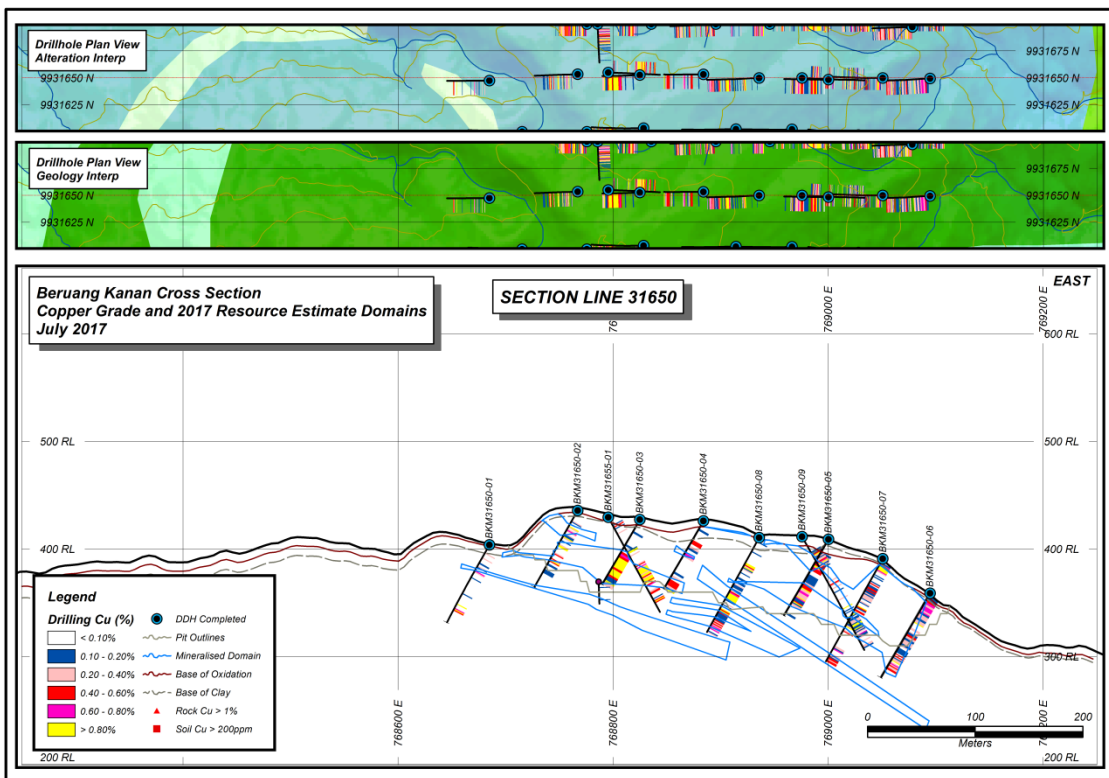 Drillhole Plan View
Alteration Interp
9931675 N
9931675 N
9931650 N
9931650 N
9931625 N
9931625 N
Drillhole Plan View
Geology Interp
9931675 N
9931675 N
9931650 N
9931650 N
9931625 N
9931625 N
Beruang Kanan Cross Section
Copper Grade and 2017 Resource Estimate Domains
July 2017
SECTION LINE 31650
EAST
769000 E
769200 E
600 RL
600 RL
500 RL
500 RL
400 RL
400 RL
300 RL
200 RL
200 RL
BKM31650-01
BKM31650-02
BKM31655-01
BKM31650-03
BKM31650-04
BKM31650-08
BKM31650-09
BKM31650-05
BKM31650-07
BKM31650-06
Legend
Drilling Cu (%)
< 0.10%
0.10 - 0.20%
0.20 - 0.40%
0.40 - 0.60%
0.60 - 0.80%
> 0.80%
DDH Completed
Pit Outlines
Mineralised Domain
Base of Oxidation
Base of Clay
Rock Cu > 1%
Soil Cu > 200ppm
768600 E
768800 E
769000 E
769200 E
0 100 200
Meters